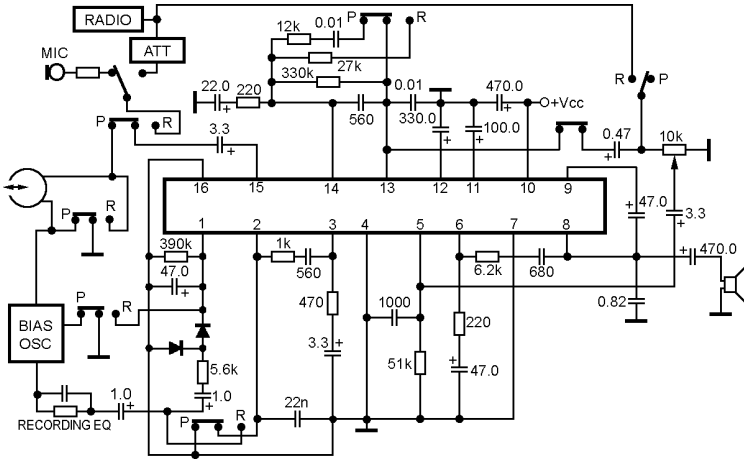 RADIO
ATT
MIC
12k
0.01
P
R
27k
330k
22.0
+
220
560
0.01
330.0
+
470.0
+
100.0
+
+Vcc
R
P
0.47
+
10k
P
R
3.3
+
16
15
14
13
12
11
10
9
1
2
3
4
5
6
7
8
47.0
+
3.3
+
P
R
390k
47.0
+
1k
560
470
3.3
+
1000
51k
6.2k
680
220
+
47.0
+
470.0
0.82
BIAS
OSC
P
R
5.6k
1.0
+
1.0
+
RECORDING EQ
P
R
22n